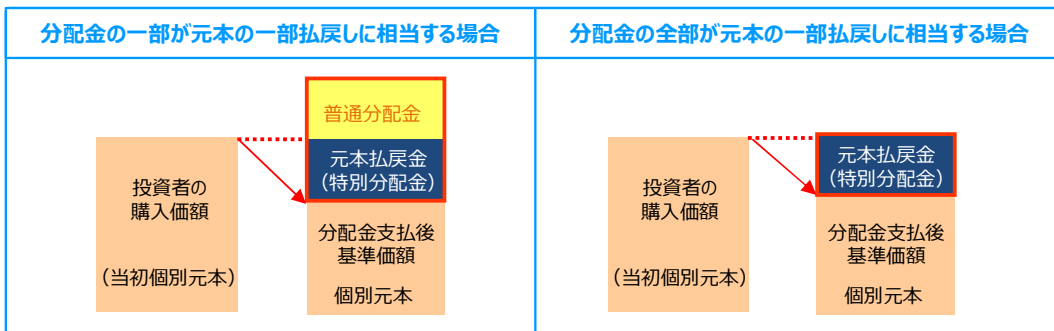 分配金の一部が元本の一部払戻しに相当する場合
普通分配金
元本払戻金
（特別分配金）
投資者の
購入価額
（当初個別元本）
分配金支払後
基準価額
個別元本
分配金の全部が元本の一部払戻しに相当する場合
元本払戻金
（特別分配金）
投資者の
購入価額
（当初個別元本）
分配金支払後
基準価額
個別元本